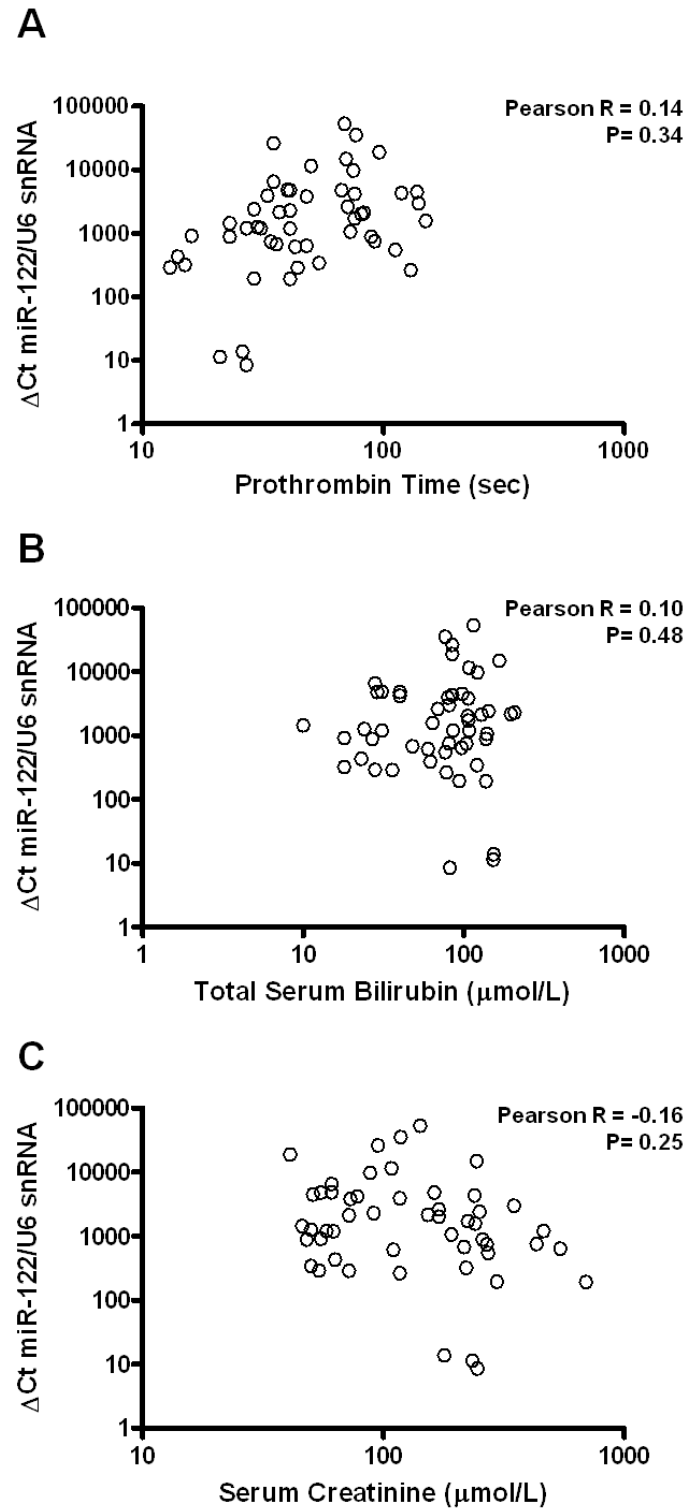 A
Pearson R = 0.14
P= 0.34
100000
10000
1000
100
10
1
ΔCt miR-122/U6 snRNA
10 100 1000
Prothrombin Time (sec)
B
Pearson R = 0.10
P= 0.48
100000
10000
1000
100
10
1
ΔCt miR-122/U6 snRNA
1 10 100 1000
Total Serum Bilirubin (μmol/L)
C
Pearson R = -0.16
P= 0.25
100000
10000
1000
100
10
1
ΔCt miR-122/U6 snRNA
10 100 1000
Serum Creatinine (μmol/L)